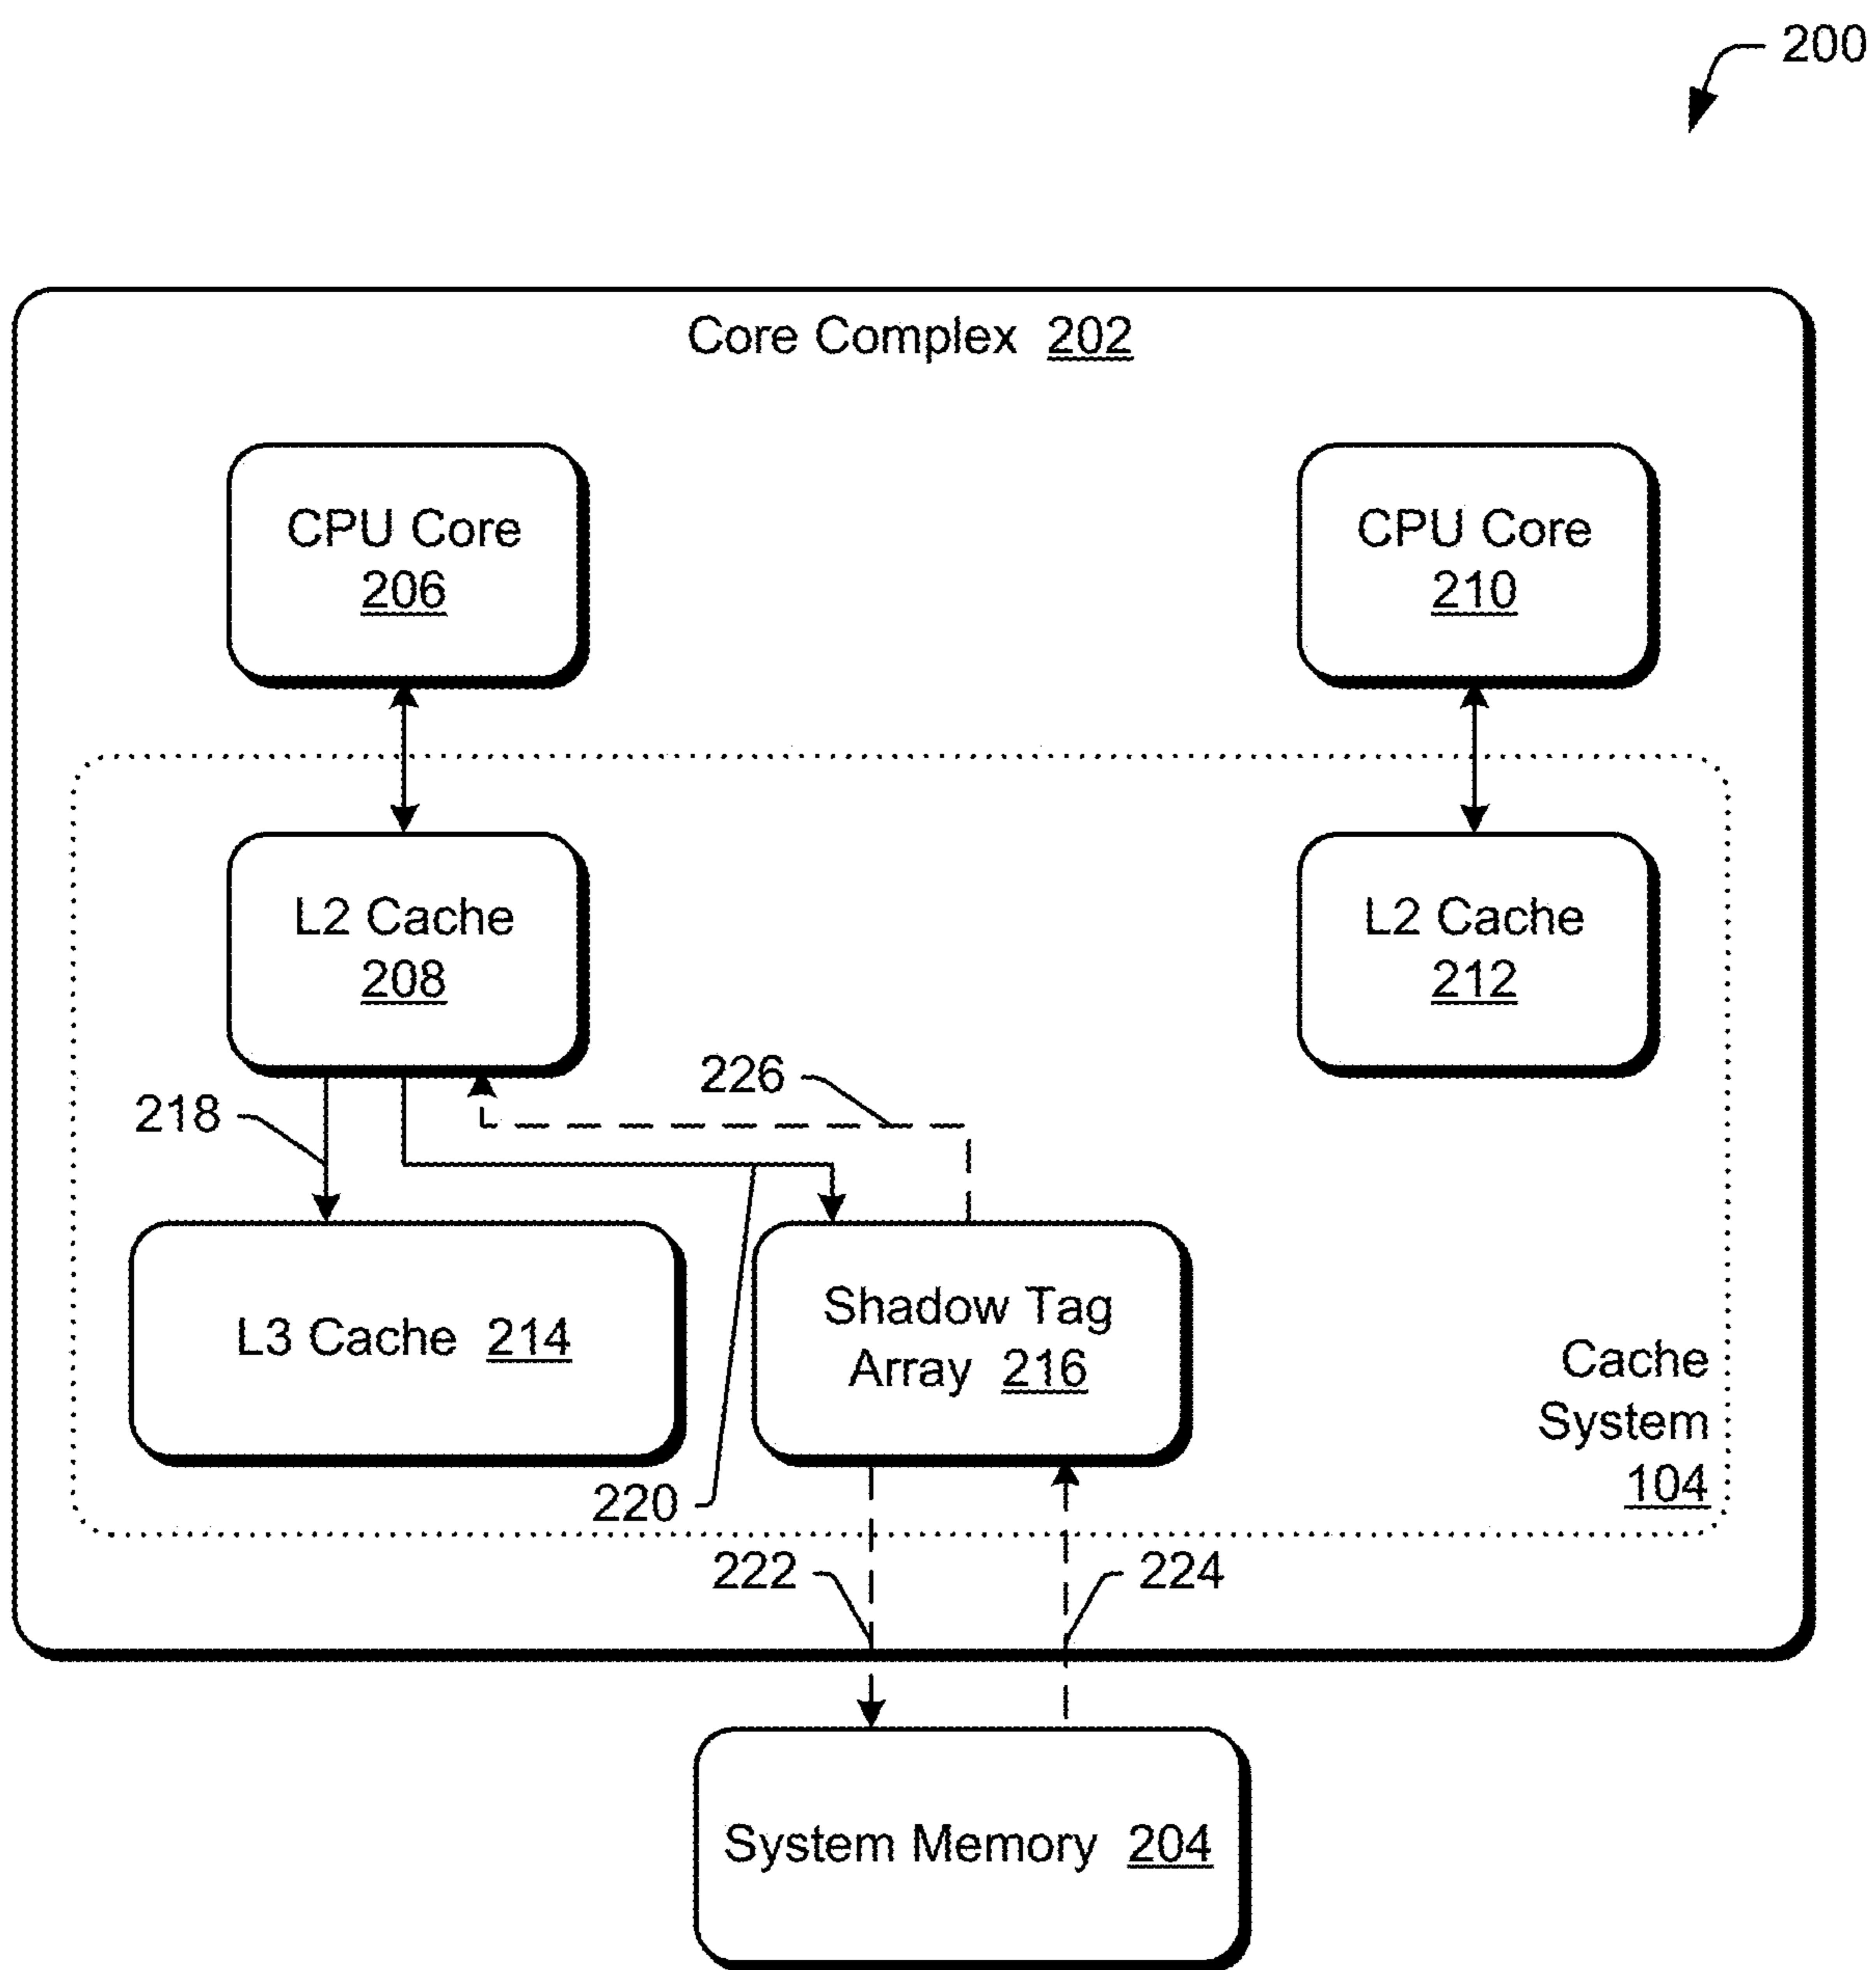 200
Core Complex 202
CPU Core
206
CPU Core
210
L2 Cache
208
L2 Cache
212
226
218
L3 Cache 214
Shadow Tag
Array 216
Cache
System
104
220
222
224
System Memory 204